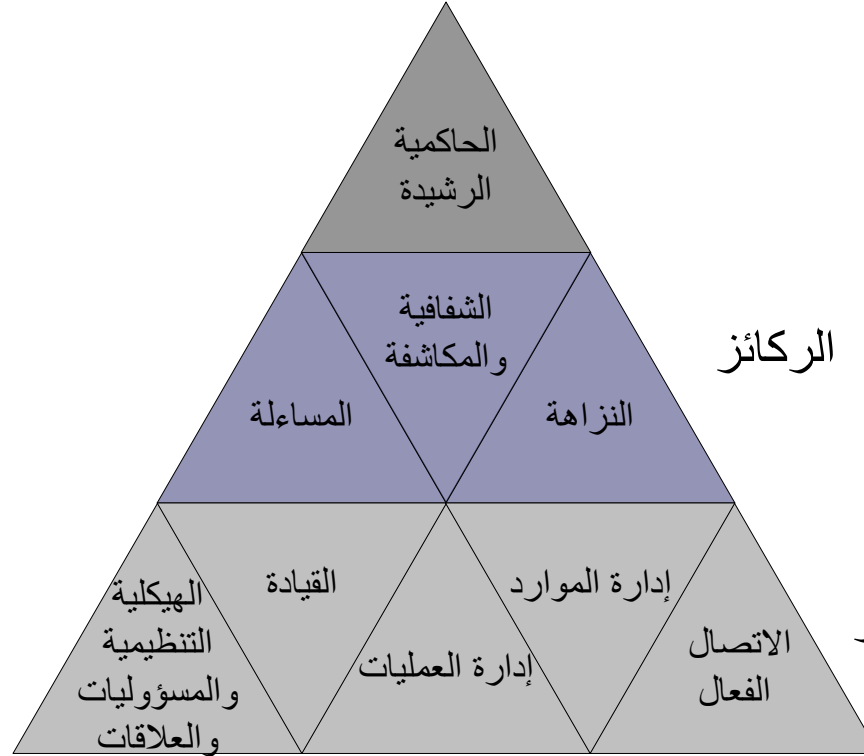 الحاكمية
الرشيدة
الشفافية
والمكاشفة
الركائز
النزاهة
المساءلة
إدارة الموارد
القيادة
الهيكلية
التنظيمية
والمسؤوليات
والعلاقات
الاتصال
الفعال
إدارة العمليات